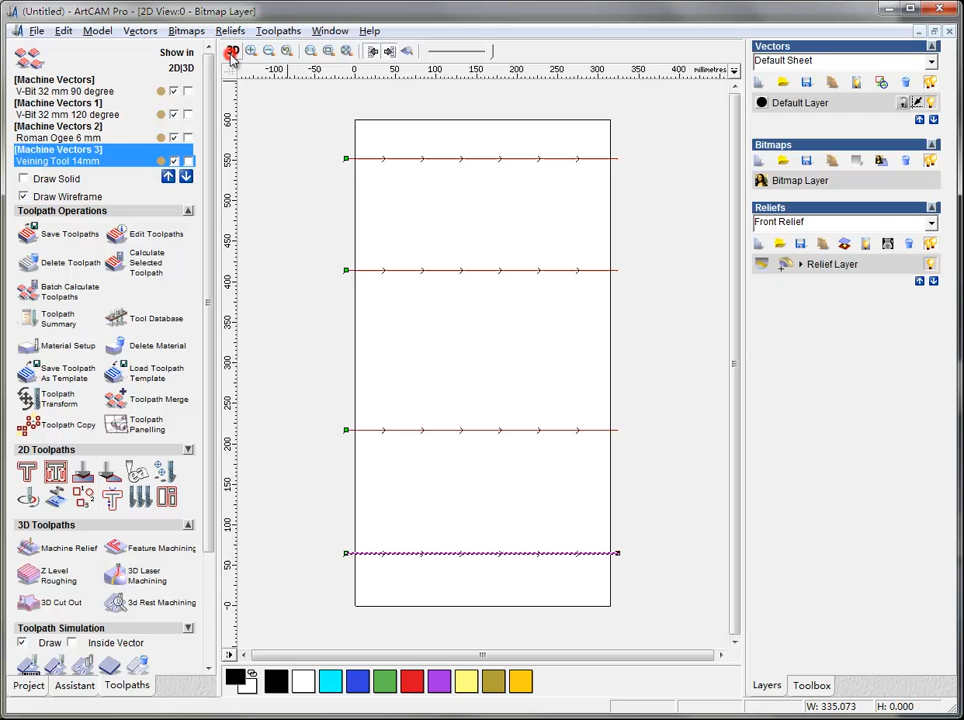 (Untitled) - ArtCAM Pro - [2D View:0 - Bitmap Layer]
File Edit Model Vectors Bitmaps Reliefs Toolpaths Window Help
Show in
2D|3D
[Machine Vectors]
V-Bit 32 mm 90 degree
[Machine Vectors 1]
V-Bit 32 mm 120 degree
[Machine Vectors 2]
Roman Ogee 6 mm
[Machine Vectors 3]
Veining Tool 14mm
Draw Solid
Draw Wireframe
Toolpath Operations
Save Toolpaths
Edit Toolpaths
Delete Toolpath
Calculate
Selected
Toolpath
Batch Calculate
Toolpaths
Toolpath
Summary
Tool Database
Material Setup
Delete Material
Save Toolpath
As Template
Load Toolpath
Template
Toolpath
Transform
Toolpath Merge
Toolpath Copy
Toolpath
Panelling
2D Toolpaths
3D Toolpaths
Machine Relief
Feature Machining
Z Level
Roughing
3D Laser
Machining
3D Cut Out
3d Rest Machining
Toolpath Simulation
Draw
Inside Vector
Project
Assistant
Toolpaths
3D
-100 -50 0 50 100 150 200 250 300 350 400 millimetres
600
550
500
450
400
350
300
250
200
150
100
50
-0
Vectors
Default Sheet
Default Layer
Bitmaps
Bitmap Layer
Reliefs
Front Relief
Relief Layer
Layers
Toolbox
W: 335.073
H: 0.000